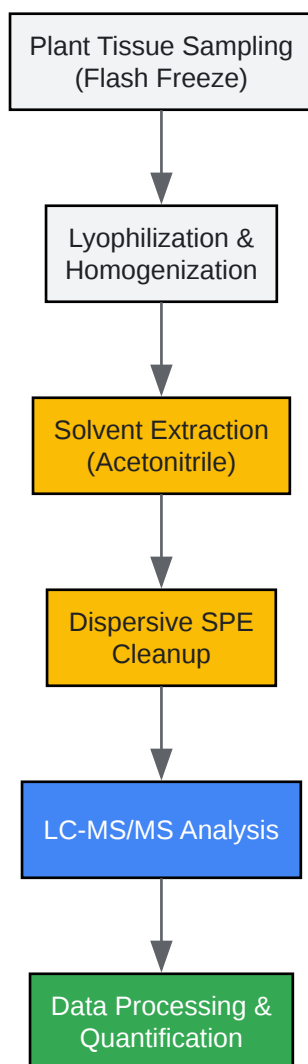 Plant Tissue Sampling
(Flash Freeze)
Lyophilization &
Homogenization
Solvent Extraction
(Acetonitrile)
Dispersive SPE
Cleanup
LC-MS/MS Analysis
Data Processing &
Quantification